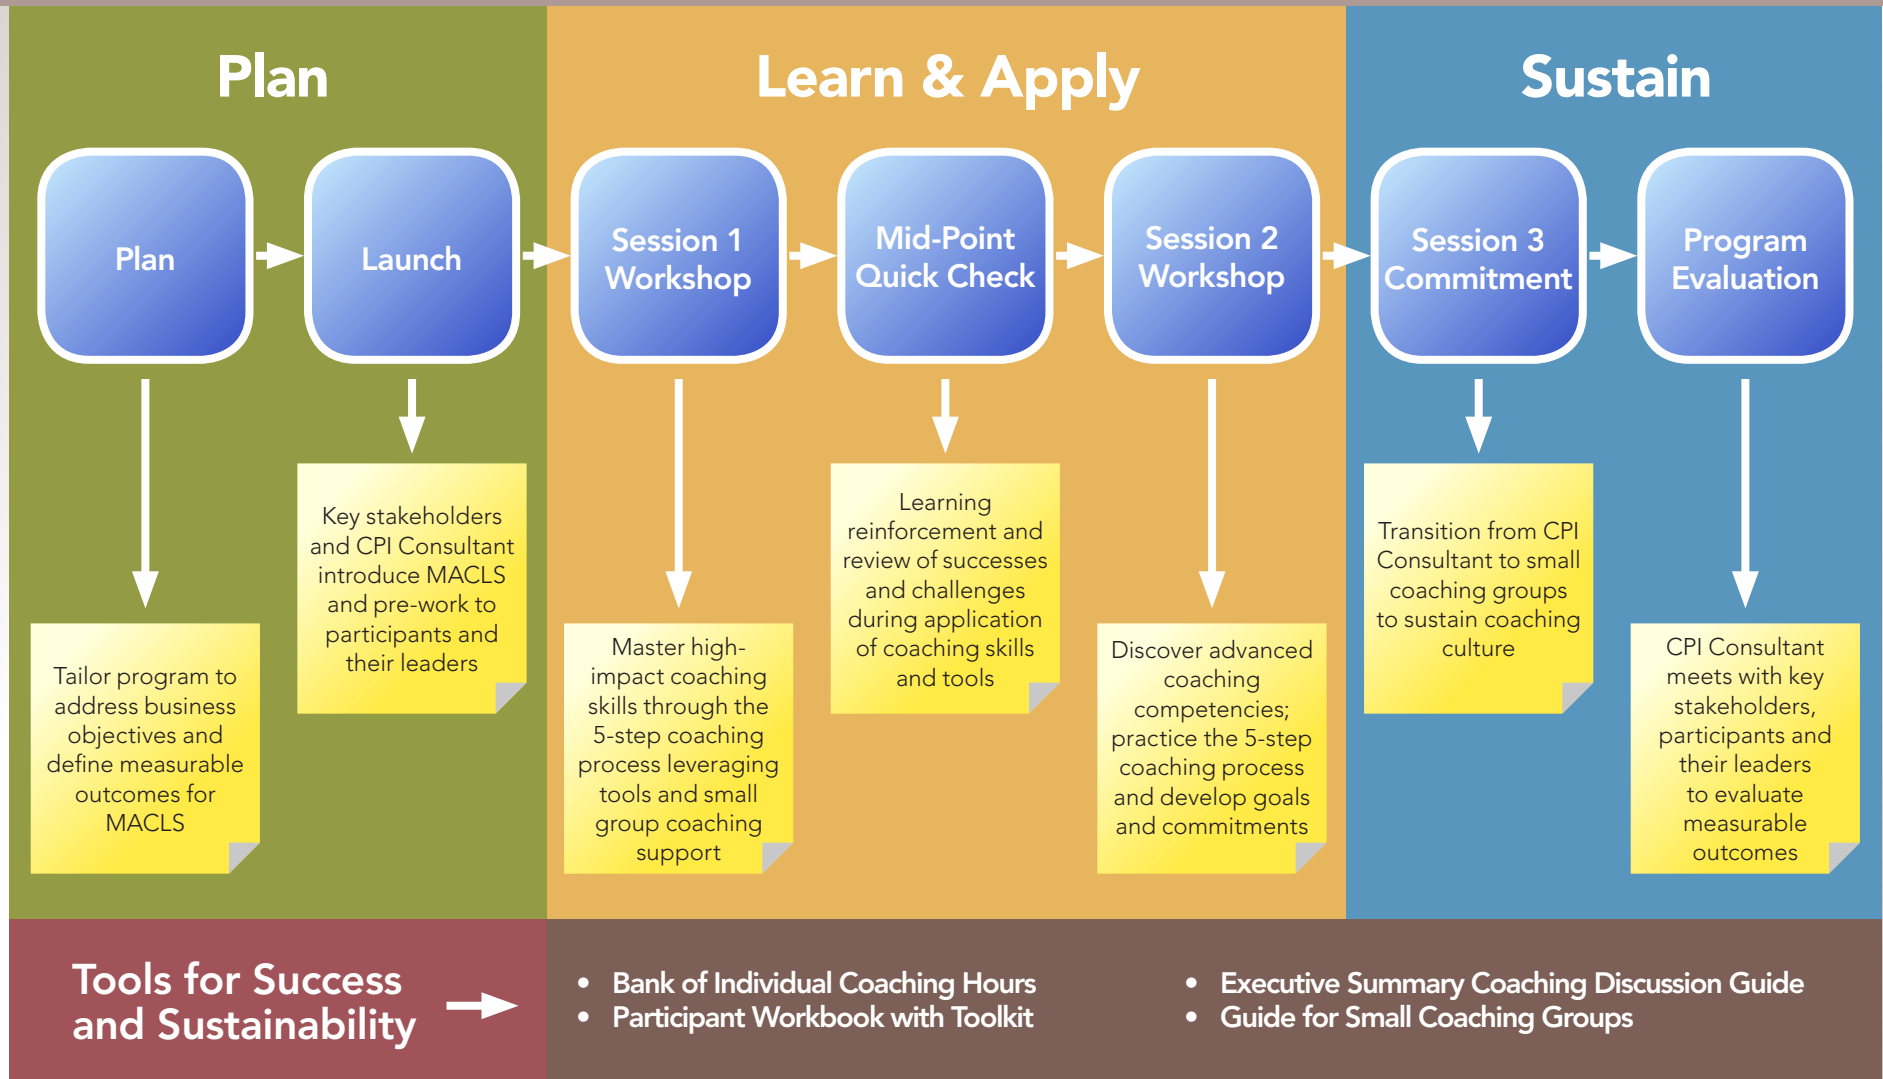 Plan
Learn & Apply
Sustain
Plan
Launch
Session 1
Workshop
Mid-Point
Quick Check
Session 2
Workshop
Session 3
Commitment
Program
Evaluation
Tailor program to
address business
objectives and
define measurable
outcomes for
MACLS
Key stakeholders
and CPI Consultant
introduce MACLS
and pre-work to
participants and
their leaders
Master high-
impact coaching
skills through the
5-step coaching
process leveraging
tools and small
group coaching
support
Learning
reinforcement and
review of successes
and challenges
during application
of coaching skills
and tools
Discover advanced
coaching
competencies;
practice the 5-step
coaching process
and develop goals
and commitments
Transition from CPI
Consultant to small
coaching groups
to sustain coaching
culture
CPI Consultant
meets with key
stakeholders,
participants and
their leaders
to evaluate
measurable
outcomes
Tools for Success
and Sustainability
• Bank of Individual Coaching Hours
• Participant Workbook with Toolkit
• Executive Summary Coaching Discussion Guide
• Guide for Small Coaching Groups